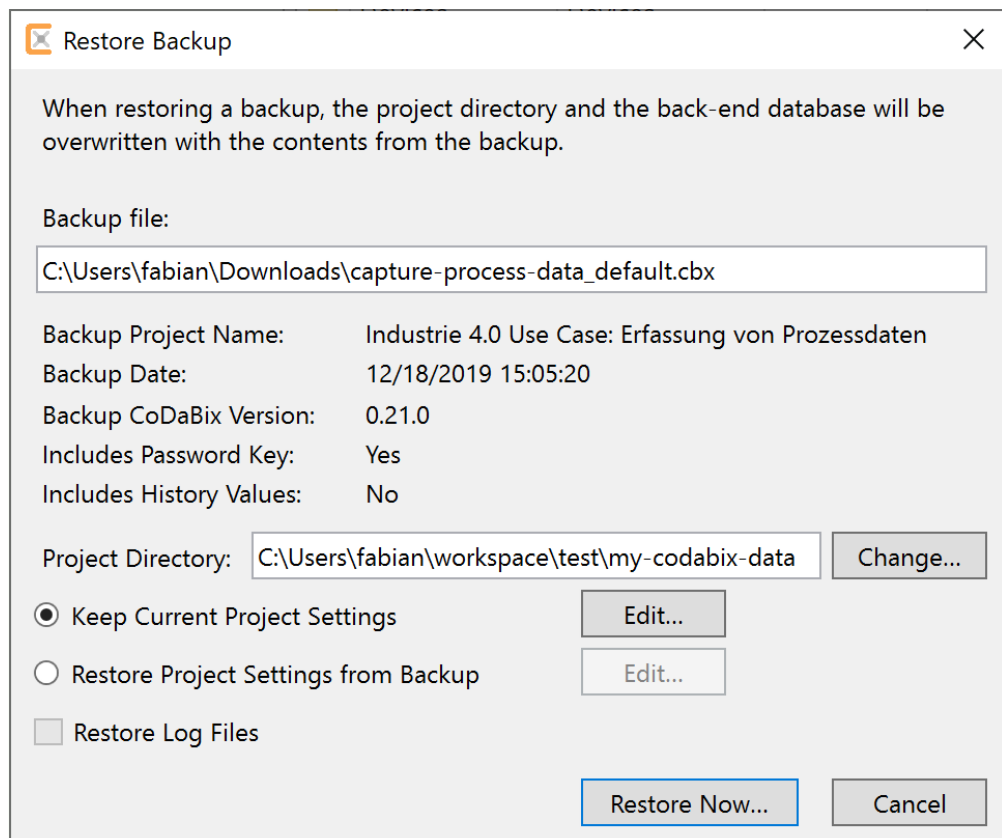 Restore Backup
When restoring a backup, the project directory and the back-end database will be
overwritten with the contents from the backup.
Backup file:
C:\Users\fabian\Downloads\capture-process-data_default.cbx
Backup Project Name: Industrie 4.0 Use Case: Erfassung von Prozessdaten
Backup Date: 12/18/2019 15:05:20
Backup CoDaBix Version: 0.21.0
Includes Password Key: Yes
Includes History Values: No
Project Directory: C:\Users\fabian\workspace\test\my-codabix-data Change...
Keep Current Project Settings Edit...
Restore Project Settings from Backup Edit...
Restore Log Files
Restore Now... Cancel